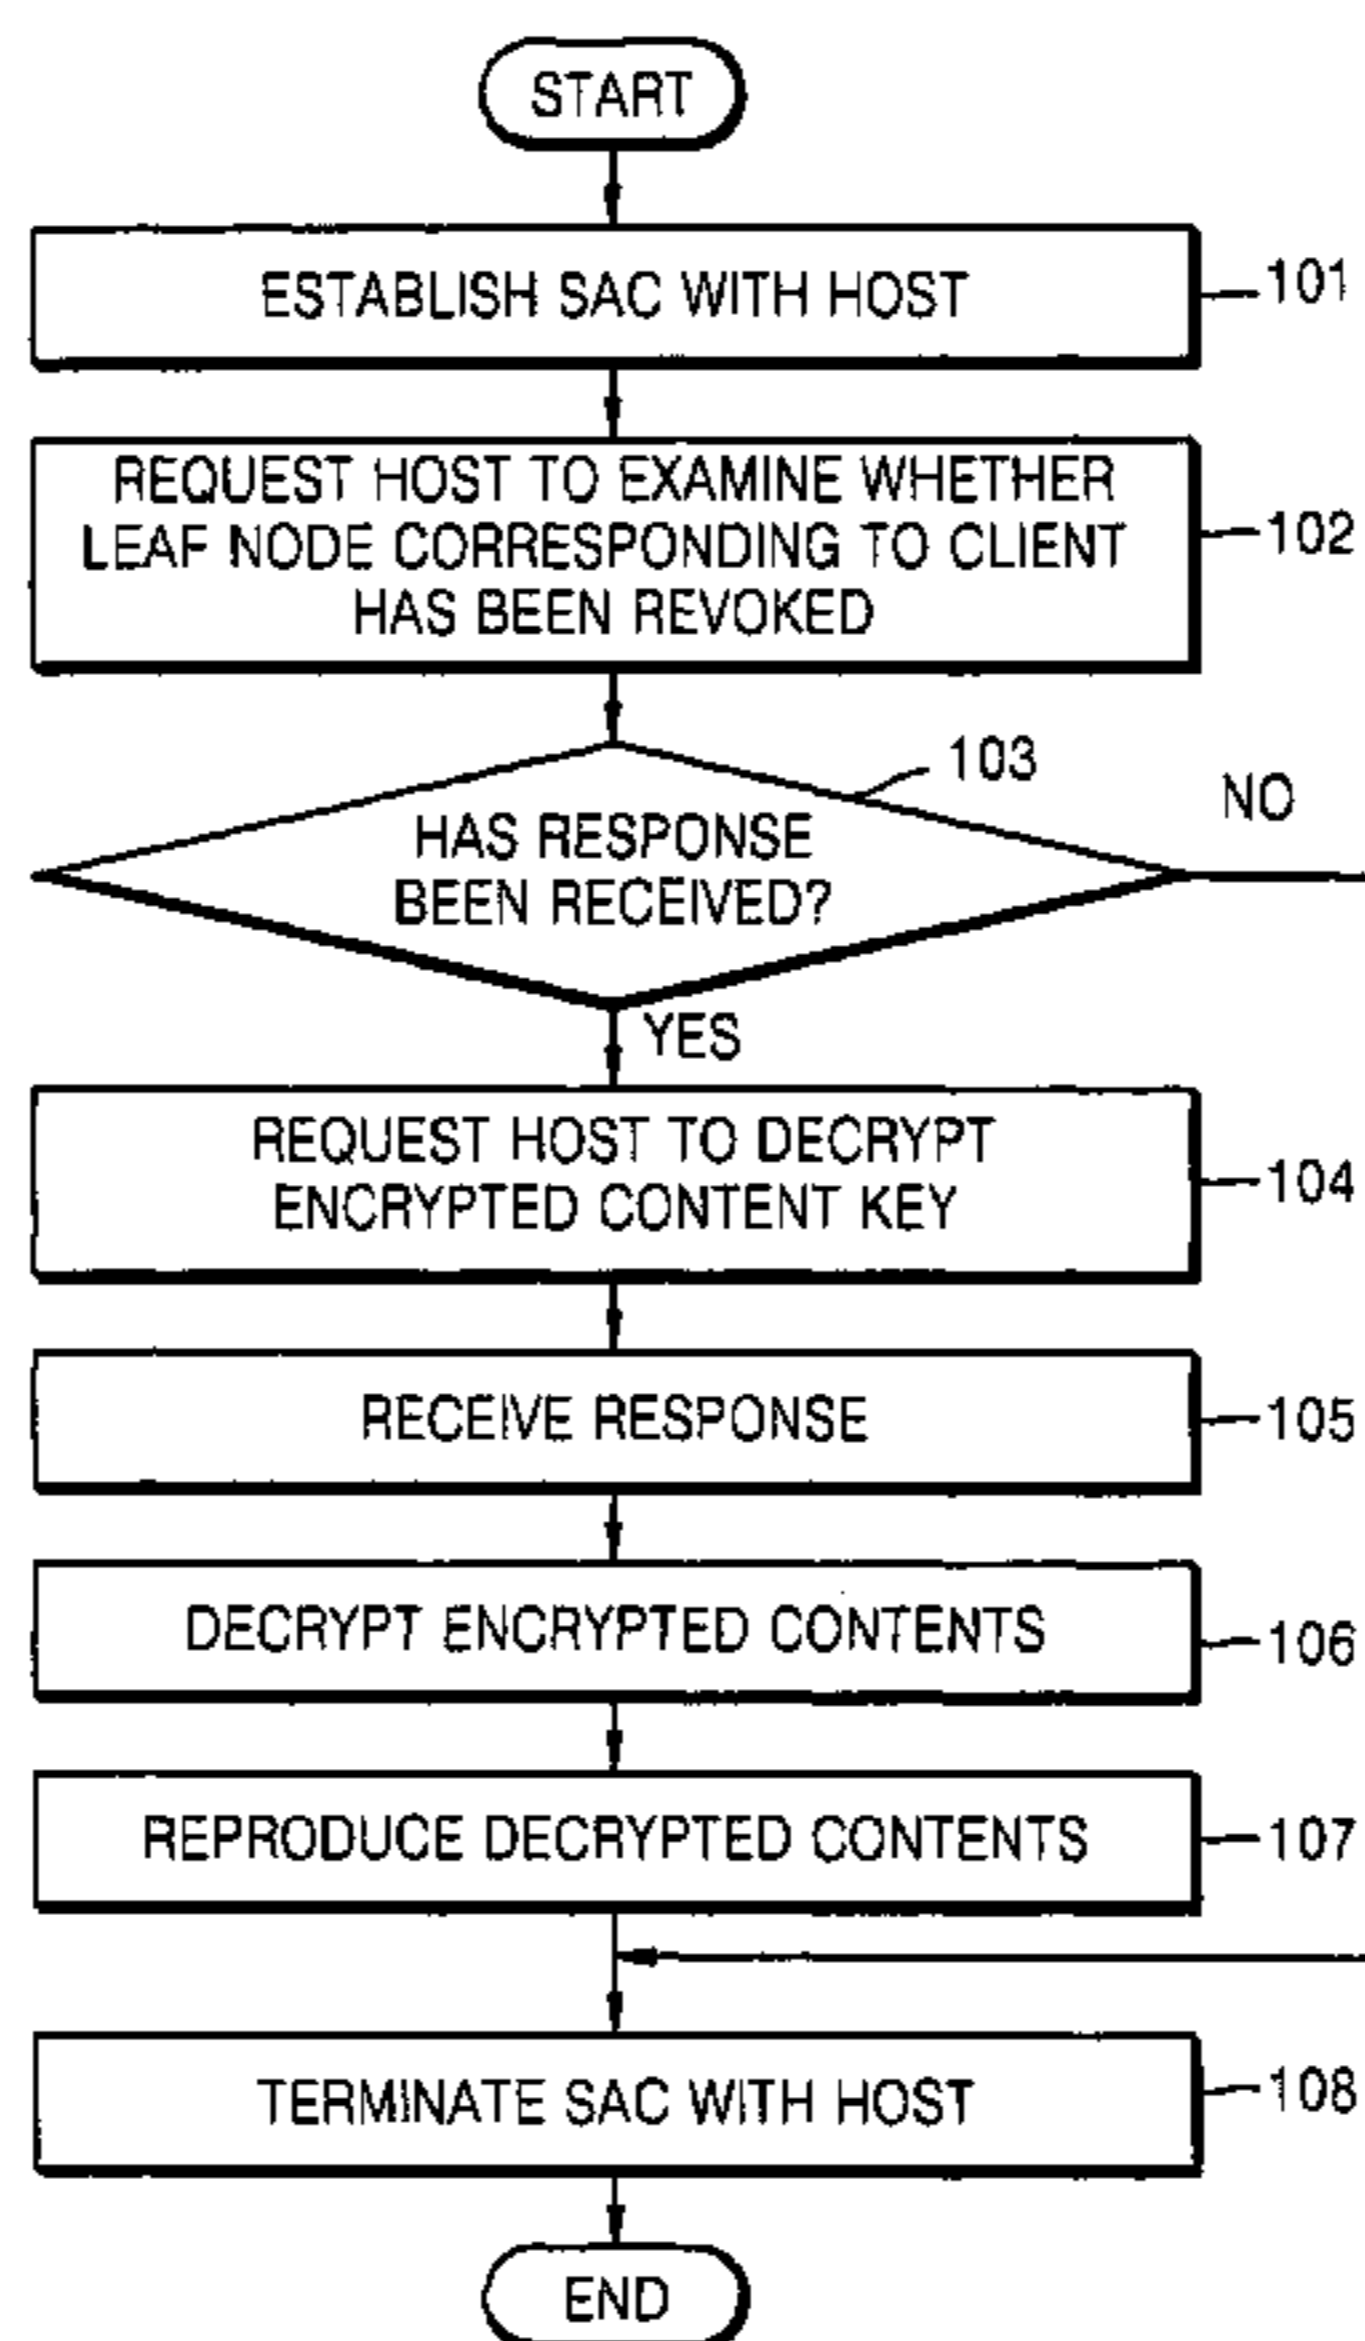 START
ESTABLISH SAC WITH HOST
101
REQUEST HOST TO EXAMINE WHETHER
LEAF NODE CORRESPONDING TO CLIENT
HAS BEEN REVOKED
102
103
NO
HAS RESPONSE
BEEN RECEIVED?
YES
REQUEST HOST TO DECRYPT
ENCRYPTED CONTENT KEY
104
RECEIVE RESPONSE
105
DECRYPT ENCRYPTED CONTENTS
106
REPRODUCE DECRYPTED CONTENTS
107
TERMINATE SAC WITH HOST
108
END